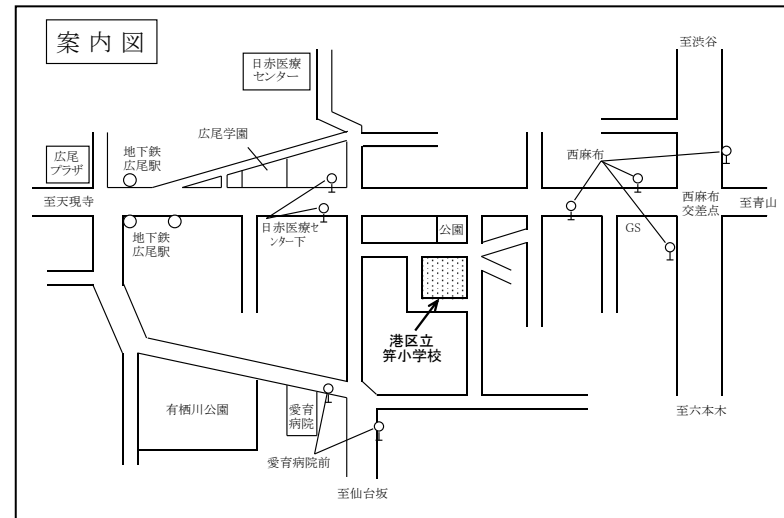 案内図
至渋谷
日赤医療
センター
広尾学園
地下鉄
広尾駅
広尾
プラザ
西麻布
至天現寺
西麻布
交差点
至青山
地下鉄
広尾駅
日赤医療セ
ンター下
公園
GS
港区立
笄小学校
有栖川公園
愛育
病院
至六本木
愛育病院前
至仙台坂